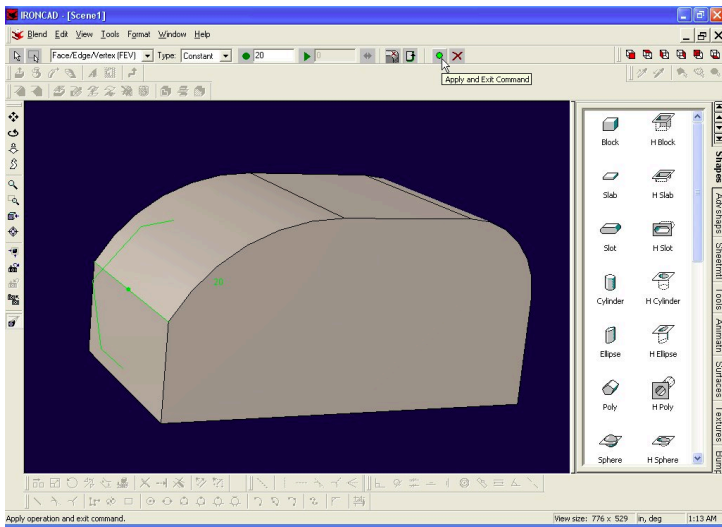 IRONCAD - [Scene1]
Blend Edit View Tools Format Window Help
Face/Edge/Vertex (FEV) Type: Constant 20 0
Apply and Exit Command
Block H Block
Slab H Slab
Slot H Slot
Cylinder H Cylinder
Ellipse H Ellipse
Poly H Poly
Sphere H Sphere
Shapes
Adv shaps
Sheetmtl
Tools
Animatn
Surfaces
Textures
Bump
20
Apply operation and exit command.
View size: 776 x 529 in, deg 1:13 AM